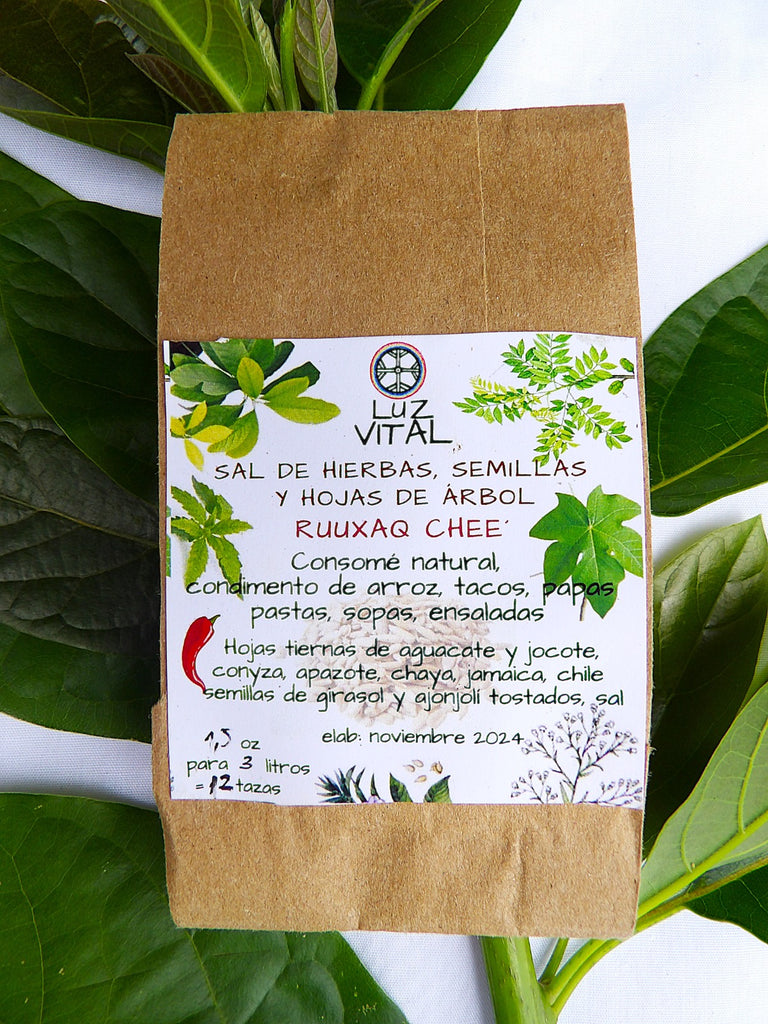 LUZ
VITAL
SAL DE HIERBAS, SEMILLAS
Y HOJAS DE ÁRBOL
RUUXAQ CHEE´
Consomé natural,
condimento de arroz, tacos, papas
pastas, sopas, ensaladas
Hojas tiernas de aguacate y jocote,
conyza, apazote, chaya, jamaica, chile
semillas de girasol y ajonjolí tostados, sal
elab: noviembre 2024
1,5 oz
para 3 litros
= 12 tazas